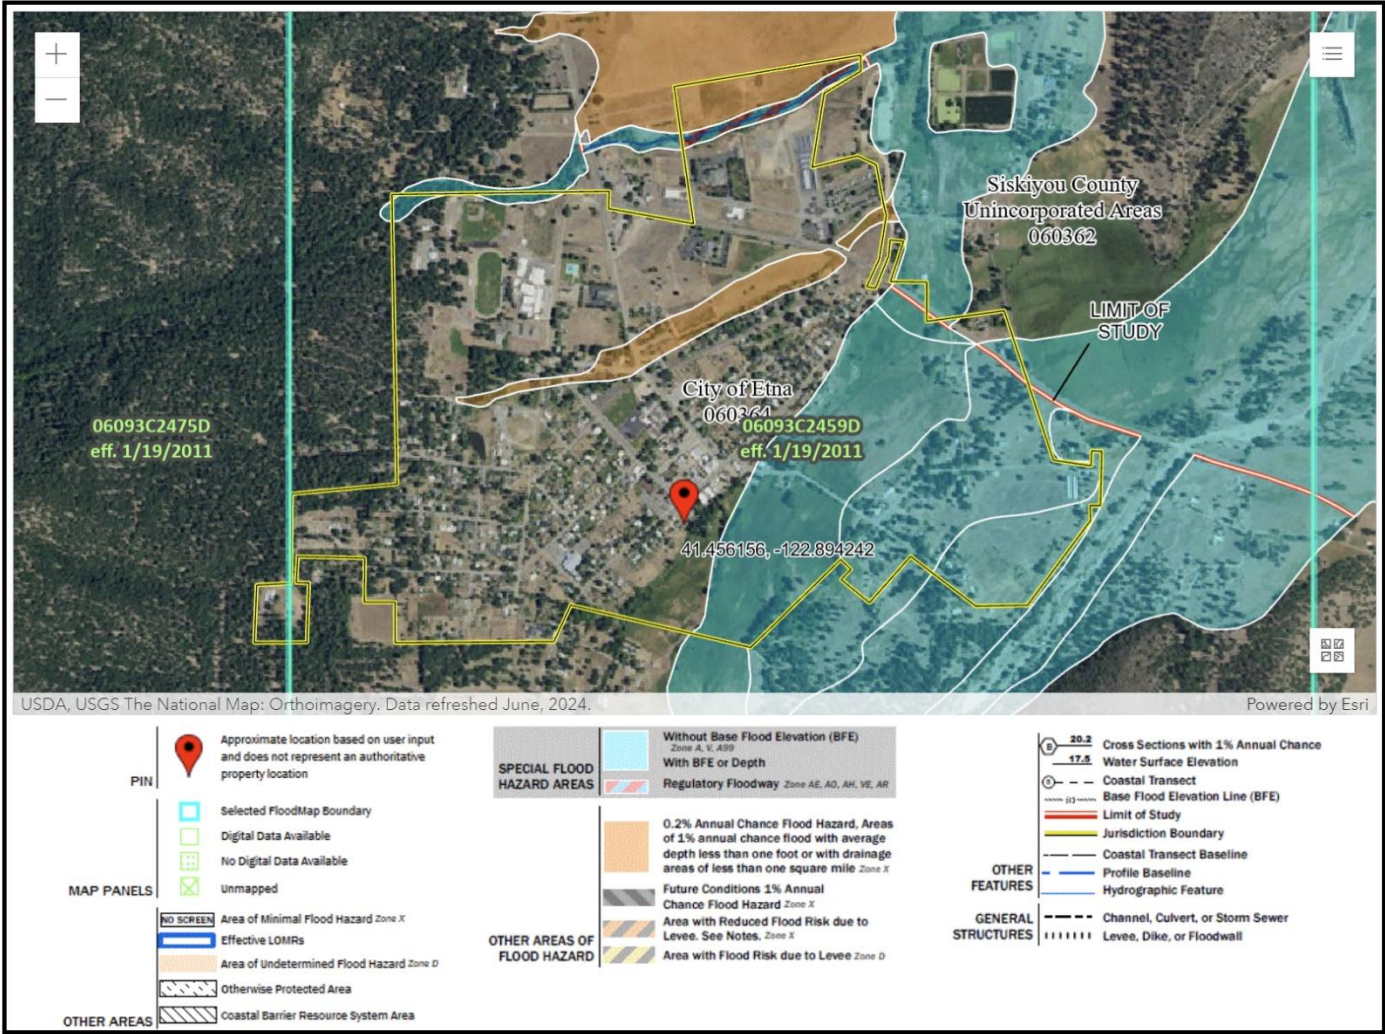 Siskiyou County
Unincorporated Areas
060362
LIMIT OF
STUDY
City of Etna
060364
06093C2475D
eff. 1/19/2011
06093C2459D
eff. 1/19/2011
41.456156, -122.894242
USDA, USGS The National Map: Orthoimagery. Data refreshed June, 2024.
Powered by Esri
PIN
Approximate location based on user input
and does not represent an authoritative
property location
MAP PANELS
Selected FloodMap Boundary
Digital Data Available
No Digital Data Available
Unmapped
OTHER AREAS
NO SCREEN Area of Minimal Flood Hazard Zone X
Effective LOMRs
Area of Undetermined Flood Hazard Zone D
Otherwise Protected Area
Coastal Barrier Resource System Area
SPECIAL FLOOD
HAZARD AREAS
Without Base Flood Elevation (BFE)
Zone A, V, A99
With BFE or Depth
Regulatory Floodway Zone AE, AO, AH, VE, AR
OTHER AREAS OF
FLOOD HAZARD
0.2% Annual Chance Flood Hazard, Areas
of 1% annual chance flood with average
depth less than one foot or with drainage
areas of less than one square mile Zone X
Future Conditions 1% Annual
Chance Flood Hazard Zone X
Area with Reduced Flood Risk due to
Levee. See Notes. Zone X
Area with Flood Risk due to Levee Zone D
OTHER
FEATURES
B 20.2 Cross Sections with 1% Annual Chance
17.5 Water Surface Elevation
Coastal Transect
Base Flood Elevation Line (BFE)
Limit of Study
Jurisdiction Boundary
Coastal Transect Baseline
Profile Baseline
Hydrographic Feature
GENERAL
STRUCTURES
Channel, Culvert, or Storm Sewer
Levee, Dike, or Floodwall